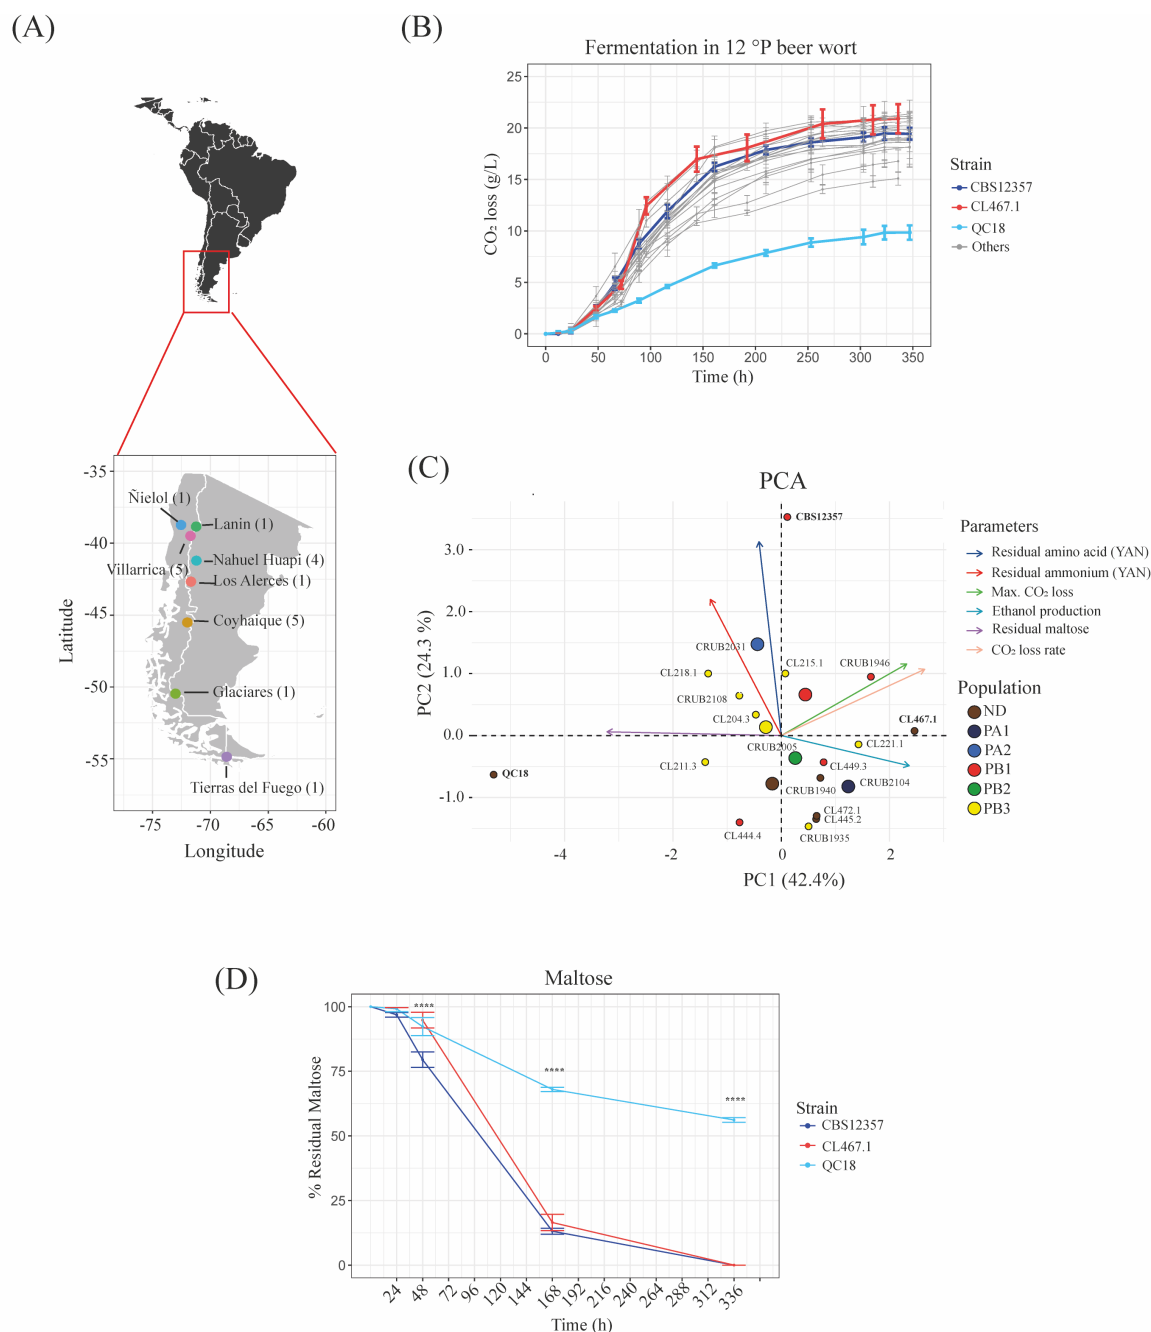 (A)
-35
-40
-45
-50
-55
-75
-70
-65
-60
Latitude
Longitude
Ñielol (1)
Lanin (1)
Nahuel Huapi (4)
Villarrica (5)
Los Alerces (1)
Coyhaique (5)
Glaciares (1)
Tierras del Fuego (1)
(B)
Fermentation in 12 °P beer wort
25
20
15
10
5
0
0
50
100
150
200
250
300
350
CO₂ loss (g/L)
Time (h)
Strain
CBS12357
CL467.1
QC18
Others
(C)
PCA
3.0
2.0
1.0
0.0
-1.0
-4
-2
0
2
PC2 (24.3 %)
PC1 (42.4%)
CBS12357
CRUB2031
CL218.1
CL215.1
CRUB1946
CRUB2108
CL204.3
CL467.1
CRUB2005
CL221.1
CL211.3
CL449.3
QC18
CRUB1940
CRUB2104
CL472.1
CL445.2
CL444.4
CRUB1935
Parameters
Residual amino acid (YAN)
Residual ammonium (YAN)
Max. CO₂ loss
Ethanol production
Residual maltose
CO₂ loss rate
Population
ND
PA1
PA2
PB1
PB2
PB3
(D)
Maltose
100
75
50
25
0
24
48
72
96
120
144
168
192
216
240
264
288
312
336
% Residual Maltose
Time (h)
****
****
****
Strain
CBS12357
CL467.1
QC18